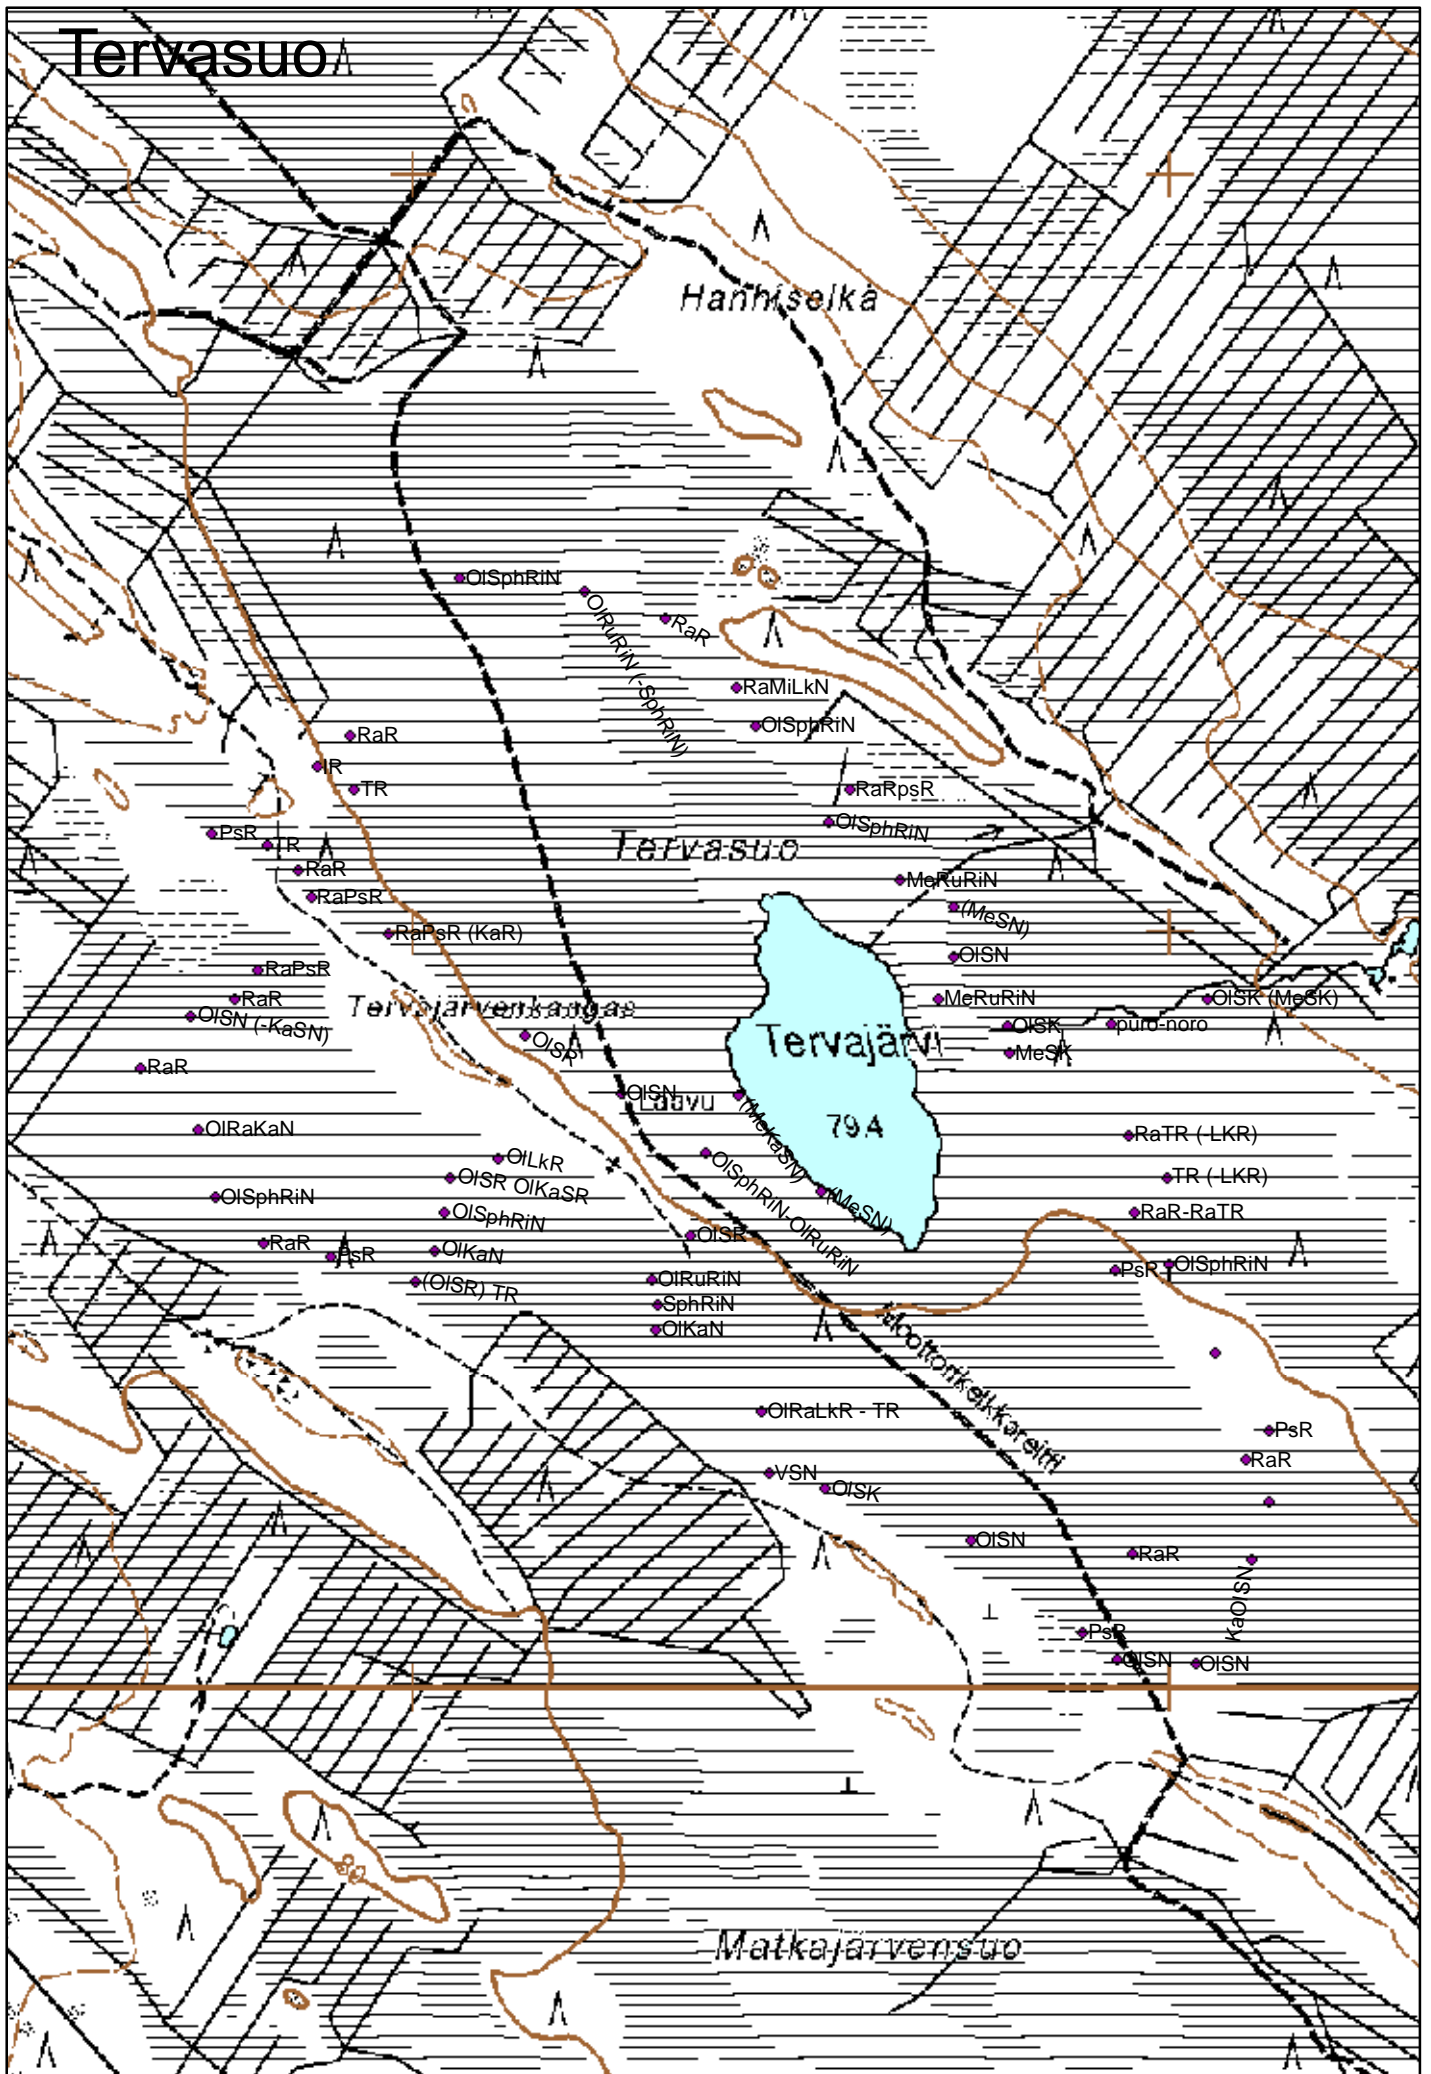 Tervasuo
Hanhiselkä
OlSphRiN
OlRuRiN (-SphRiN)
RaR
RaMiLkN
OlSphRiN
RaR
IR
TR
RaRpsR
OlSphRiN
PsR
TR
Tervasuo
RaR
MeRuRiN
RaPsR
(MeSN)
RaPsR (KaR)
OlSN
RaPsR
RaR
Tervajärvenkangas
MeRuRiN
OlSK (MeSK)
OlSN (-KaSN)
OlSR
Tervajärvi
OlSK
puro-noro
MeSK
RaR
OlSN
Laavu
(MeKaSN)
79.4
OlRaKaN
RaTR (-LKR)
OlLkR
OlSphRiN-OlRuRiN
OlSR OlKaSR
TR (-LKR)
OlSphRiN
(MeSN)
OlSphRiN
RaR-RaTR
RaR
PsR
OlKaN
OlSR
PsR
OlSphRiN
(OlSR) TR
OlRuRiN
SphRiN
OlKaN
Moottorikelkkareitti
OlRaLkR - TR
PsR
RaR
VSN
OlSK
OlSN
RaR
KaOlSN
PsR
OlSN
OlSN
80
Matkajärvensuo